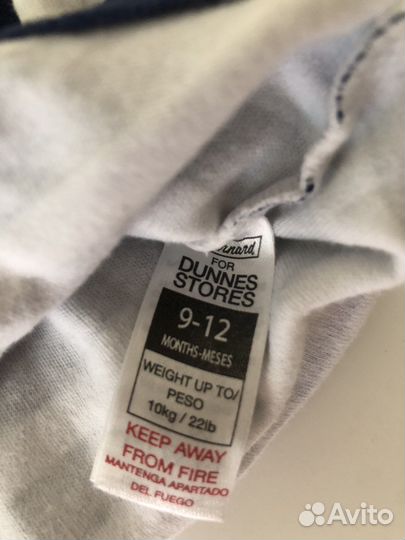 FOR
DUNNES
STORES
9-12
MONTHS-MESES
WEIGHT UP TO/
PESO
10kg / 22lb
KEEP AWAY
FROM FIRE
MANTENGA APARTADO
DEL FUEGO
Avito